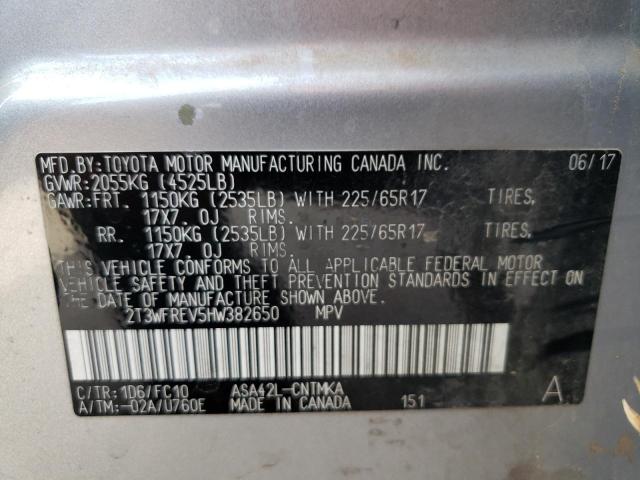 MFD.BY:TOYOTA MOTOR MANUFACTURING CANADA INC. 06/17
GVWR:2055KG (4525LB)
GAWR:FRT. 1150KG (2535LB) WITH 225/65R17 TIRES,
17X7.0J RIMS.
RR. 1150KG (2535LB) WITH 225/65R17 TIRES,
17X7.0J RIMS.
THIS VEHICLE CONFORMS TO ALL APPLICABLE FEDERAL MOTOR
VEHICLE SAFETY AND THEFT PREVENTION STANDARDS IN EFFECT ON
THE DATE OF MANUFACTURE SHOWN ABOVE.
2T3WFREV5HW382650 MPV
C/TR:1D6/FC10 ASA42L-CNTMKA A
A/TM:-02A/U760E MADE IN CANADA 151